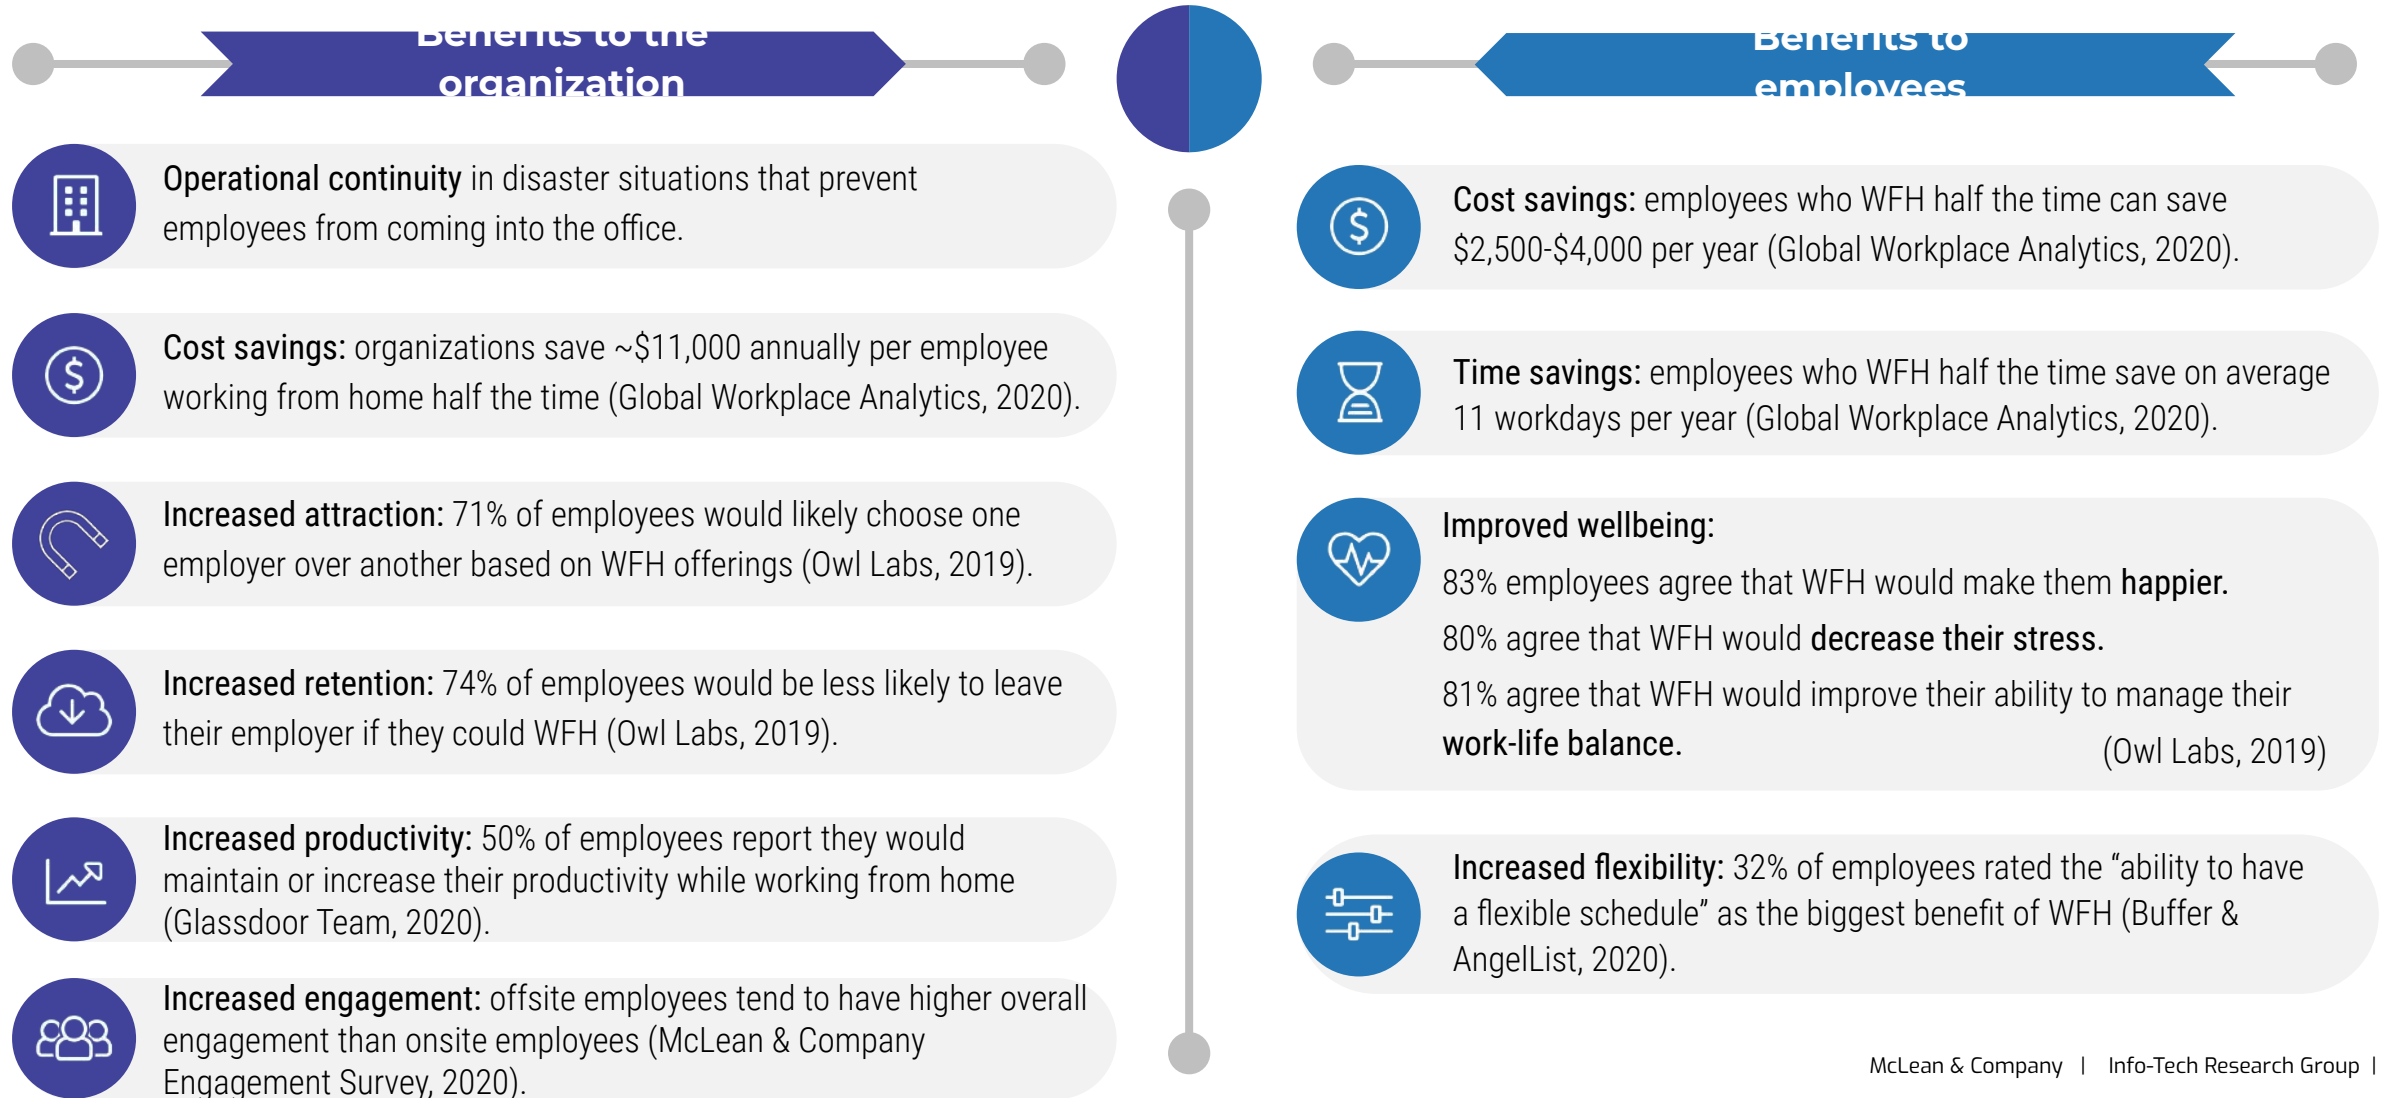 Benefits to the
organization
Operational continuity in disaster situations that prevent
employees from coming into the office.
Cost savings: organizations save ~$11,000 annually per employee
working from home half the time (Global Workplace Analytics, 2020).
Increased attraction: 71% of employees would likely choose one
employer over another based on WFH offerings (Owl Labs, 2019).
Increased retention: 74% of employees would be less likely to leave
their employer if they could WFH (Owl Labs, 2019).
Increased productivity: 50% of employees report they would
maintain or increase their productivity while working from home
(Glassdoor Team, 2020).
Increased engagement: offsite employees tend to have higher overall
engagement than onsite employees (McLean & Company
Engagement Survey, 2020).
Benefits to
employees
Cost savings: employees who WFH half the time can save
$2,500-$4,000 per year (Global Workplace Analytics, 2020).
Time savings: employees who WFH half the time save on average
11 workdays per year (Global Workplace Analytics, 2020).
Improved wellbeing:
83% employees agree that WFH would make them happier.
80% agree that WFH would decrease their stress.
81% agree that WFH would improve their ability to manage their
work-life balance.
(Owl Labs, 2019)
Increased flexibility: 32% of employees rated the “ability to have
a flexible schedule” as the biggest benefit of WFH (Buffer &
AngelList, 2020).
McLean & Company | Info-Tech Research Group |